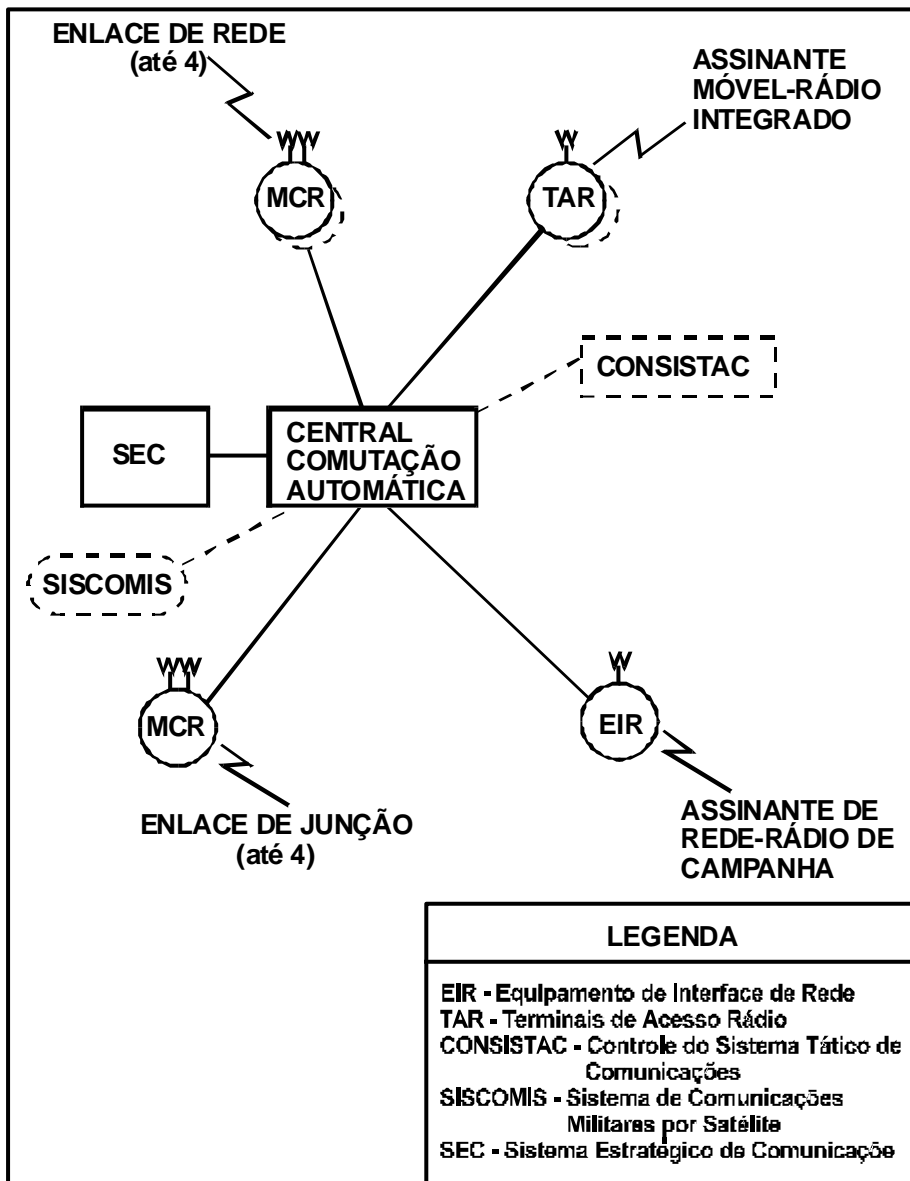 ENLACE DE REDE
(até 4)
ASSINANTE
MÓVEL-RÁDIO
INTEGRADO
MCR
TAR
CONSISTAC
SEC
CENTRAL
COMUTAÇÃO
AUTOMÁTICA
SISCOMIS
MCR
EIR
ENLACE DE JUNÇÃO
(até 4)
ASSINANTE DE
REDE-RÁDIO DE
CAMPANHA
LEGENDA
EIR - Equipamento de Interface de Rede
TAR - Terminais de Acesso Rádio
CONSISTAC - Controle do Sistema Tático de
Comunicações
SISCOMIS - Sistema de Comunicações
Militares por Satélite
SEC - Sistema Estratégico de Comunicaçõe